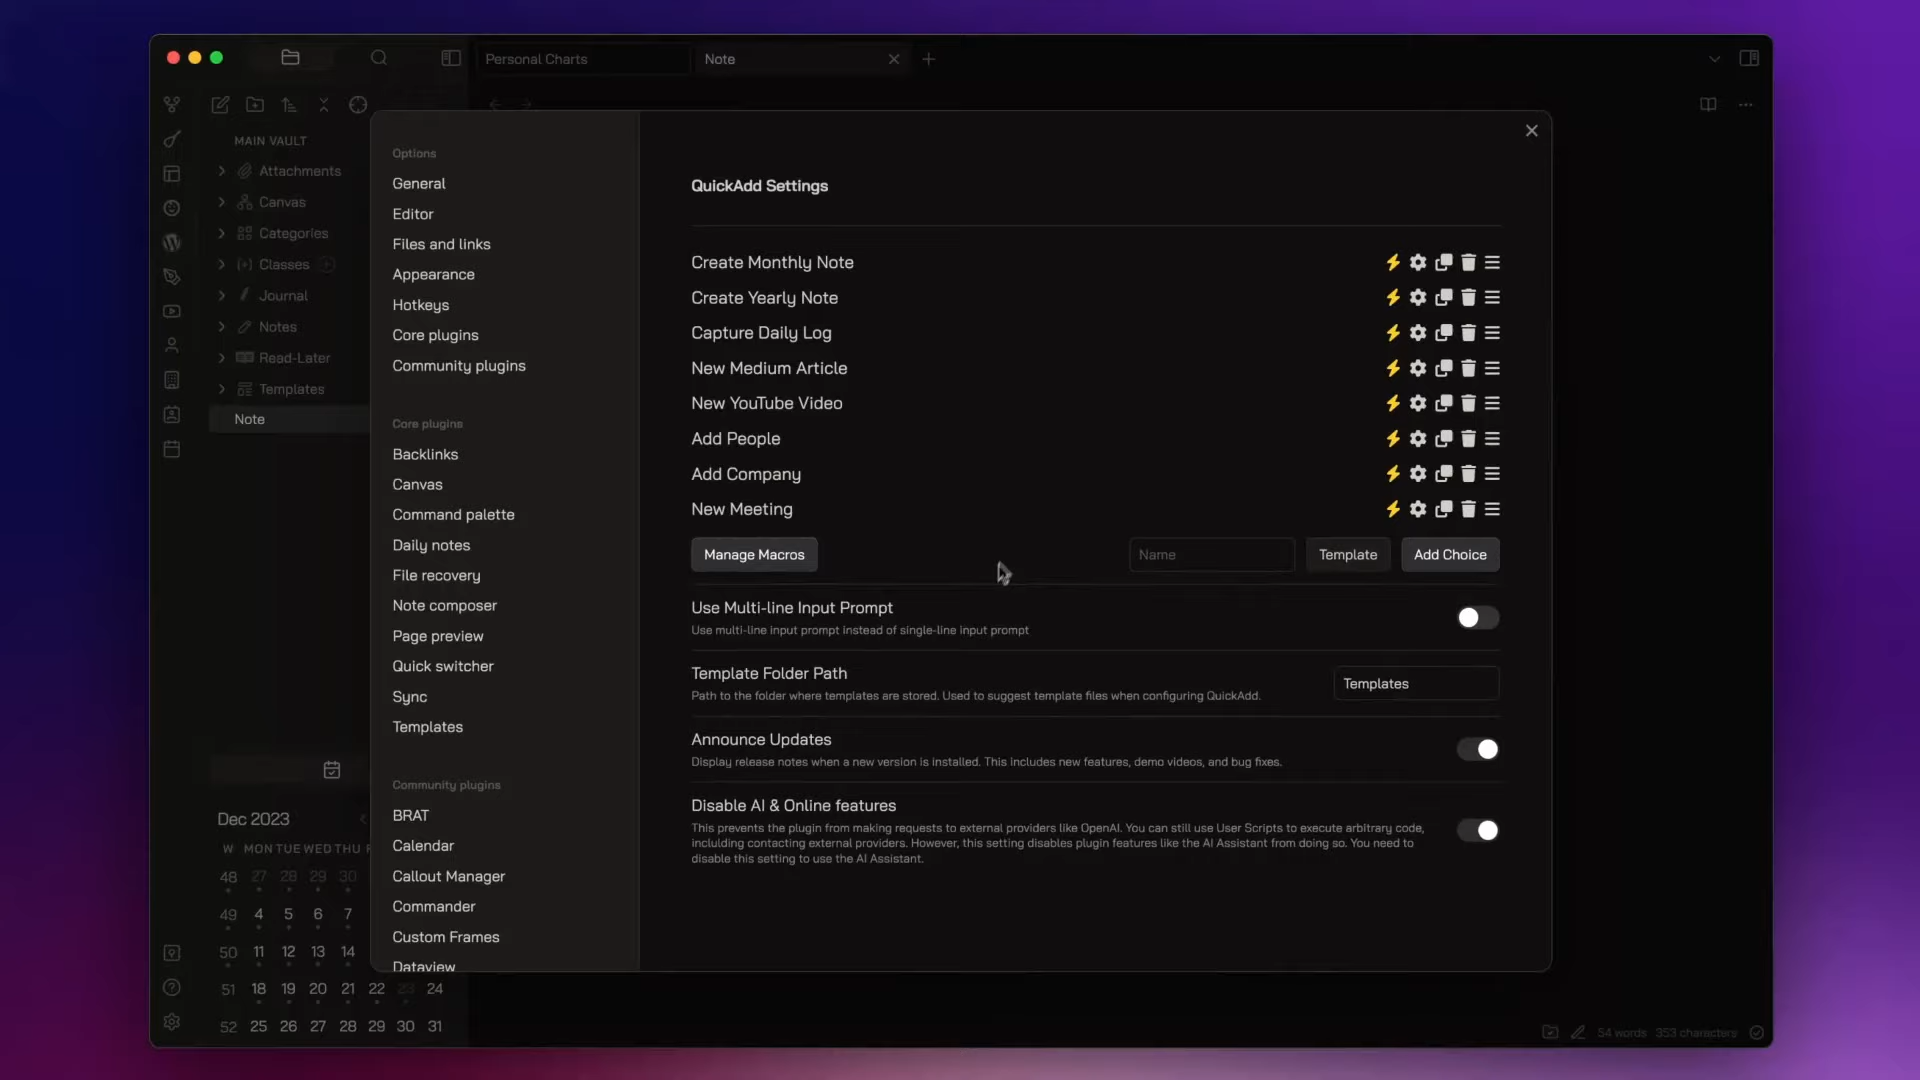 Personal Charts
Note
MAIN VAULT
Attachments
Canvas
Categories
Classes
Journal
Notes
Read-Later
Templates
Note
Dec 2023
W MON TUE WED THU F
48 27 28 29 30
49 4 5 6 7
50 11 12 13 14
51 18 19 20 21 22 23 24
52 25 26 27 28 29 30 31
Options
General
Editor
Files and links
Appearance
Hotkeys
Core plugins
Community plugins
Core plugins
Backlinks
Canvas
Command palette
Daily notes
File recovery
Note composer
Page preview
Quick switcher
Sync
Templates
Community plugins
BRAT
Calendar
Callout Manager
Commander
Custom Frames
Dataview
QuickAdd Settings
Create Monthly Note
Create Yearly Note
Capture Daily Log
New Medium Article
New YouTube Video
Add People
Add Company
New Meeting
Manage Macros
Name
Template
Add Choice
Use Multi-line Input Prompt
Use multi-line input prompt instead of single-line input prompt
Template Folder Path
Path to the folder where templates are stored. Used to suggest template files when configuring QuickAdd.
Templates
Announce Updates
Display release notes when a new version is installed. This includes new features, demo videos, and bug fixes.
Disable AI & Online features
This prevents the plugin from making requests to external providers like OpenAI. You can still use User Scripts to execute arbitrary code,
inclulding contacting external providers. However, this setting disables plugin features like the AI Assistant from doing so. You need to
disable this setting to use the AI Assistant.
54 words 353 characters